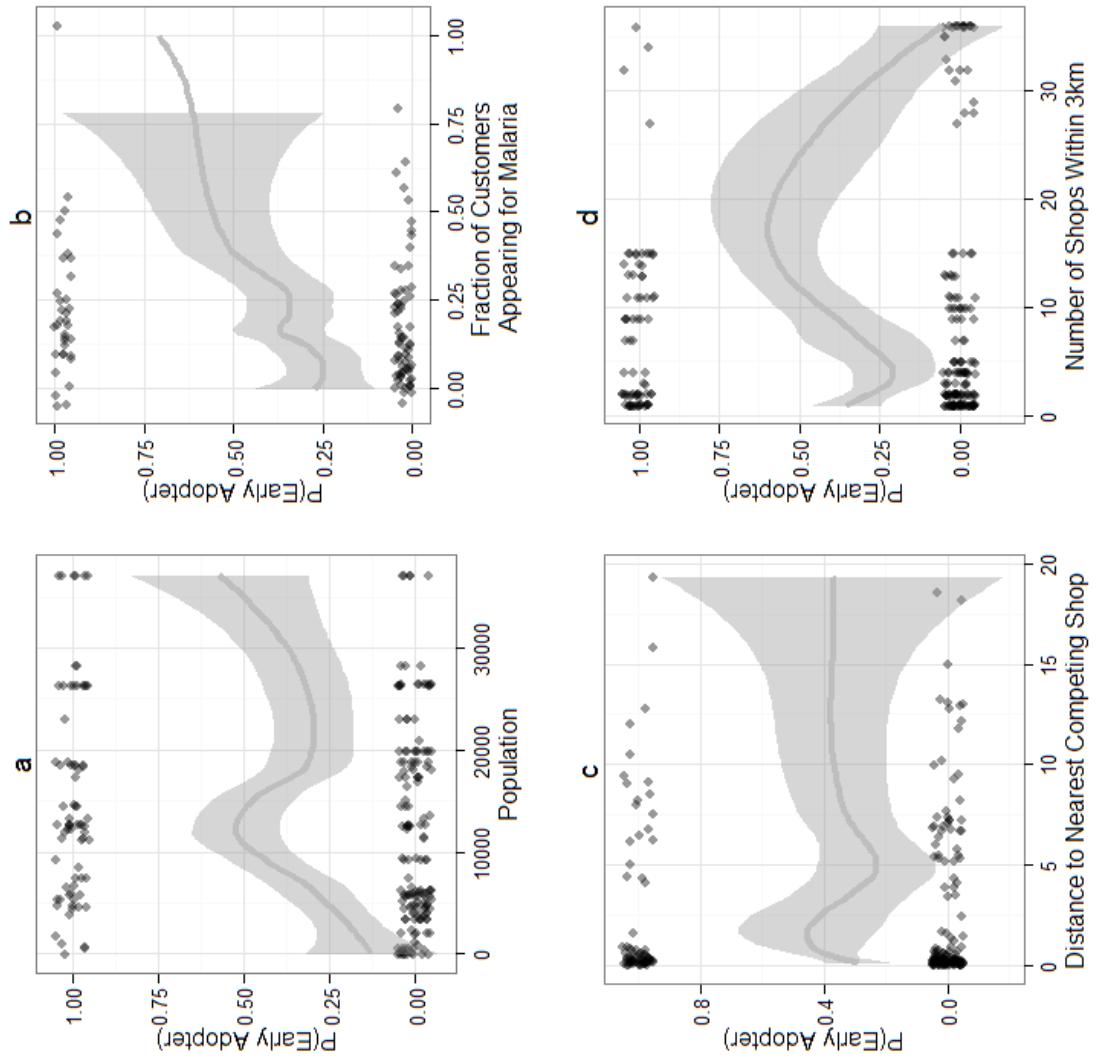 a
P(Early Adopter)
1.00
0.75
0.50
0.25
0.00
0
10000
20000
30000
Population
b
P(Early Adopter)
1.00
0.75
0.50
0.25
0.00
0.00
0.25
0.50
0.75
1.00
Fraction of Customers
Appearing for Malaria
c
P(Early Adopter)
0.8
0.4
0.0
0
5
10
15
20
Distance to Nearest Competing Shop
d
P(Early Adopter)
1.00
0.75
0.50
0.25
0.00
0
10
20
30
Number of Shops Within 3km